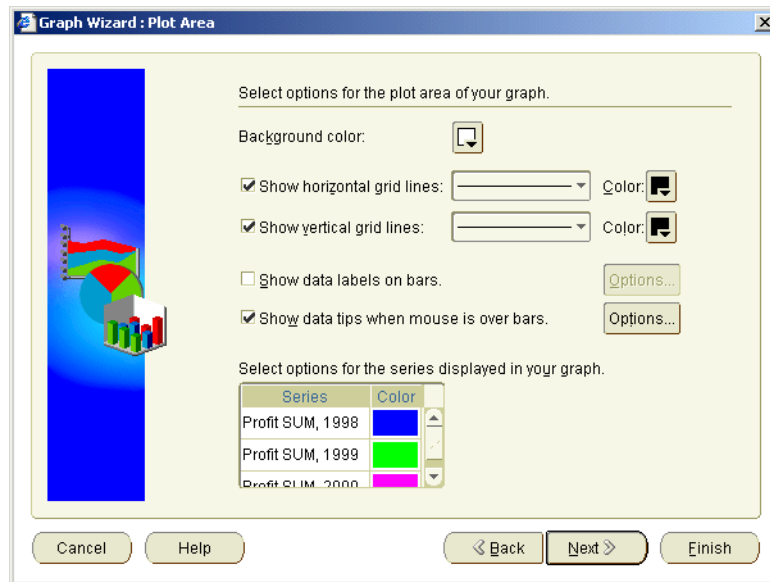 Graph Wizard : Plot Area
Select options for the plot area of your graph.
Background color:
Show horizontal grid lines: Color:
Show vertical grid lines: Color:
Show data labels on bars. Options...
Show data tips when mouse is over bars. Options...
Select options for the series displayed in your graph.
Series Color
Profit SUM, 1998
Profit SUM, 1999
Profit SUM, 2000
Cancel Help Back Next Finish